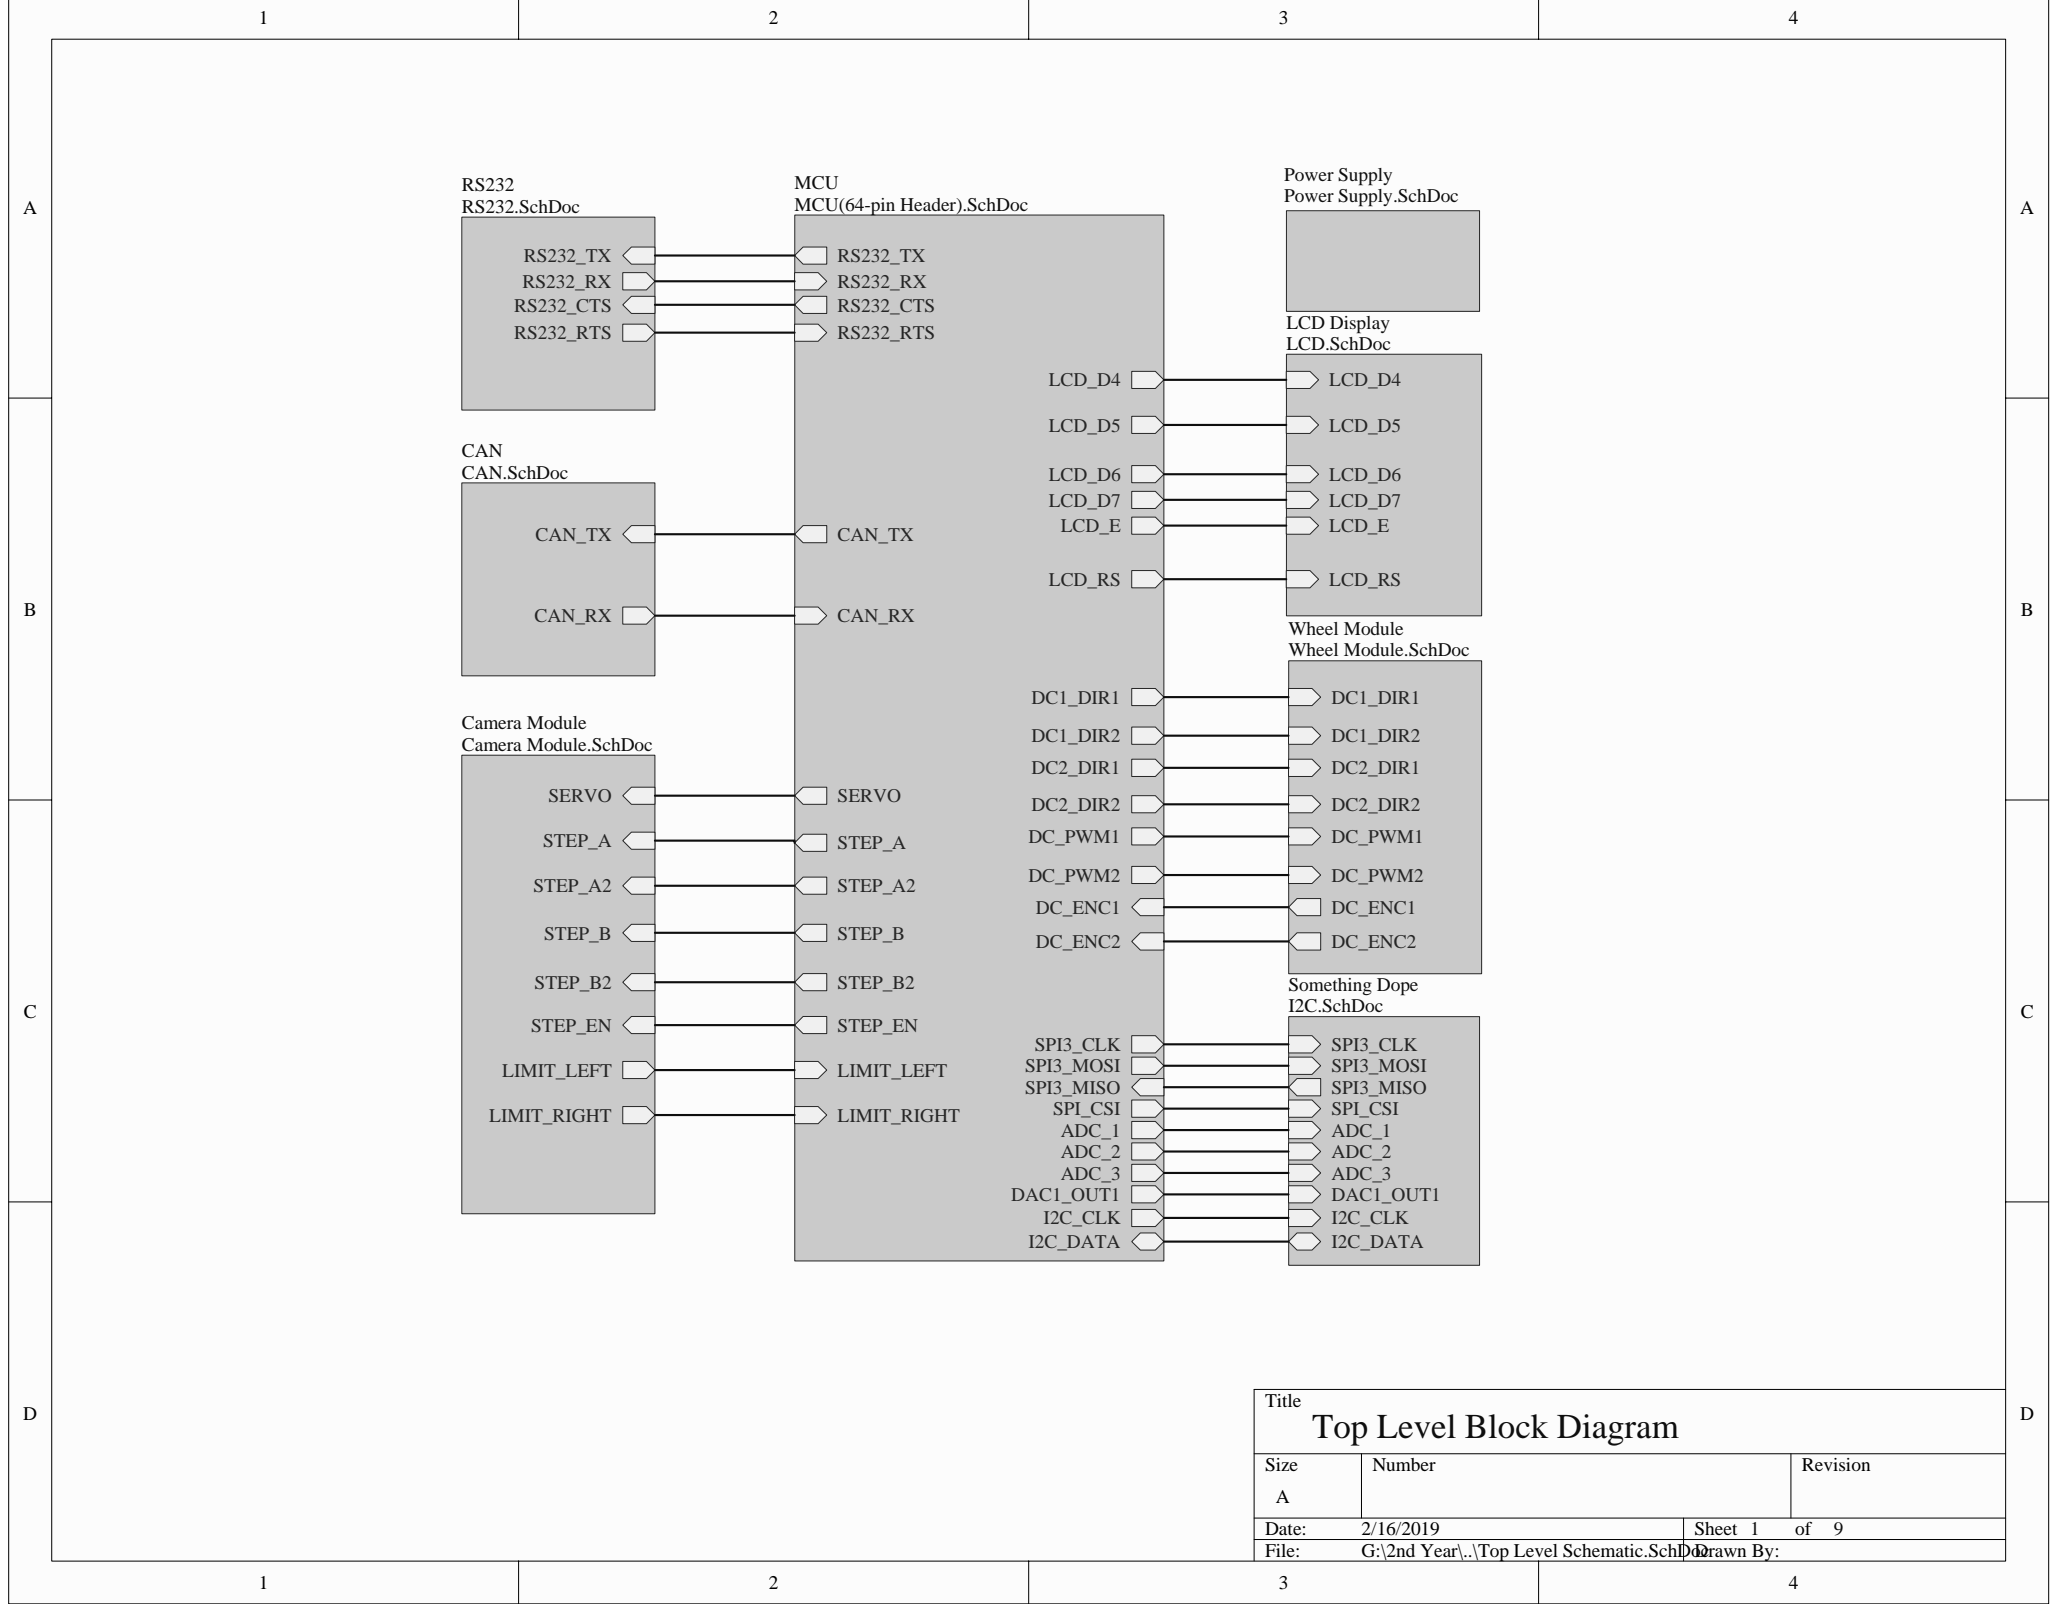 1 2 3 4
A
B
C
D
RS232
RS232.SchDoc
RS232_TX
RS232_RX
RS232_CTS
RS232_RTS
CAN
CAN.SchDoc
CAN_TX
CAN_RX
Camera Module
Camera Module.SchDoc
SERVO
STEP_A
STEP_A2
STEP_B
STEP_B2
STEP_EN
LIMIT_LEFT
LIMIT_RIGHT
MCU
MCU(64-pin Header).SchDoc
RS232_TX
RS232_RX
RS232_CTS
RS232_RTS
CAN_TX
CAN_RX
SERVO
STEP_A
STEP_A2
STEP_B
STEP_B2
STEP_EN
LIMIT_LEFT
LIMIT_RIGHT
LCD_D4
LCD_D5
LCD_D6
LCD_D7
LCD_E
LCD_RS
DC1_DIR1
DC1_DIR2
DC2_DIR1
DC2_DIR2
DC_PWM1
DC_PWM2
DC_ENC1
DC_ENC2
SPI3_CLK
SPI3_MOSI
SPI3_MISO
SPI_CSI
ADC_1
ADC_2
ADC_3
DAC1_OUT1
I2C_CLK
I2C_DATA
Power Supply
Power Supply.SchDoc
LCD Display
LCD.SchDoc
LCD_D4
LCD_D5
LCD_D6
LCD_D7
LCD_E
LCD_RS
Wheel Module
Wheel Module.SchDoc
DC1_DIR1
DC1_DIR2
DC2_DIR1
DC2_DIR2
DC_PWM1
DC_PWM2
DC_ENC1
DC_ENC2
Something Dope
I2C.SchDoc
SPI3_CLK
SPI3_MOSI
SPI3_MISO
SPI_CSI
ADC_1
ADC_2
ADC_3
DAC1_OUT1
I2C_CLK
I2C_DATA
A
B
C
D
Title
Top Level Block Diagram
Size Number Revision
A
Date: 2/16/2019 Sheet 1 of 9
File: G:\2nd Year\..\Top Level Schematic.SchDoc Drawn By:
1 2 3 4